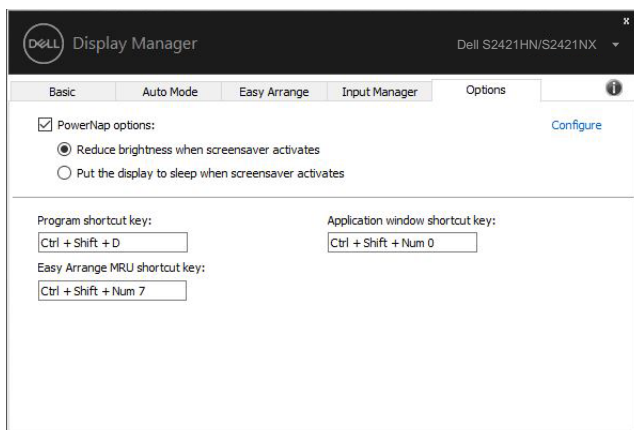 x
DELL Display Manager Dell S2421HN/S2421NX
Basic Auto Mode Easy Arrange Input Manager Options i
PowerNap options: Configure
Reduce brightness when screensaver activates
Put the display to sleep when screensaver activates
Program shortcut key: Application window shortcut key:
Ctrl + Shift + D Ctrl + Shift + Num 0
Easy Arrange MRU shortcut key:
Ctrl + Shift + Num 7